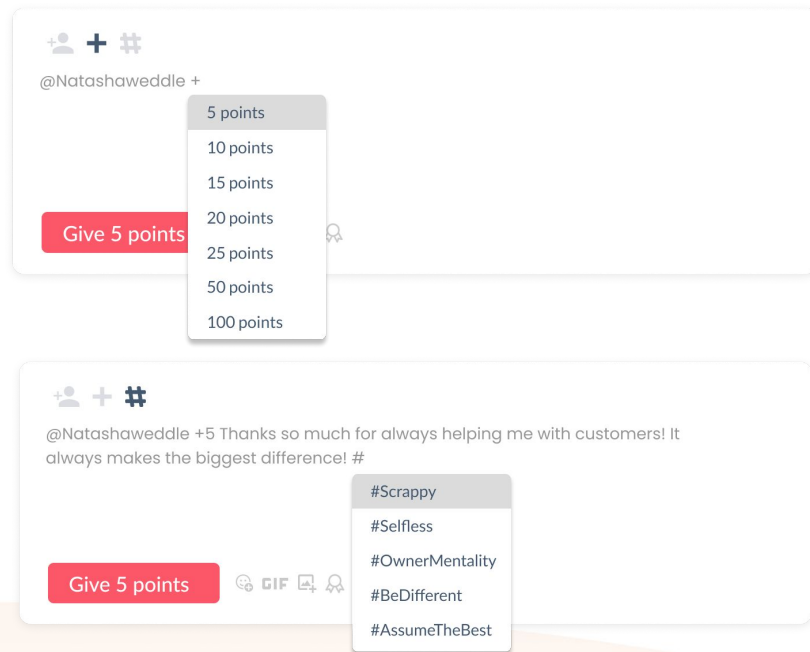 @Natashaweddle +
5 points
10 points
15 points
20 points
25 points
50 points
100 points
Give 5 points
@Natashaweddle +5 Thanks so much for always helping me with customers! It
always makes the biggest difference! #
#Scrappy
#Selfless
#OwnerMentality
#BeDifferent
#AssumeTheBest
Give 5 points
GIF